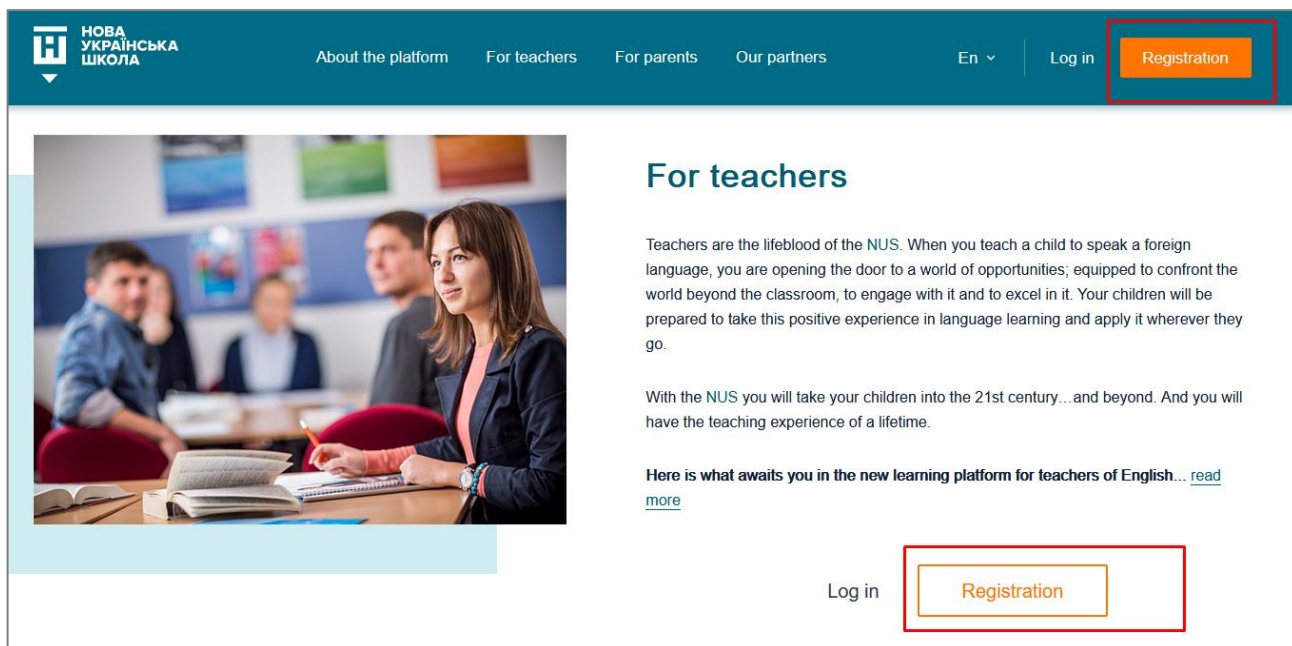 НОВА
УКРАЇНСЬКА
ШКОЛА
About the platform For teachers For parents Our partners En Log in Registration
For teachers
Teachers are the lifeblood of the NUS. When you teach a child to speak a foreign
language, you are opening the door to a world of opportunities; equipped to confront the
world beyond the classroom, to engage with it and to excel in it. Your children will be
prepared to take this positive experience in language learning and apply it wherever they
go.
With the NUS you will take your children into the 21st century…and beyond. And you will
have the teaching experience of a lifetime.
Here is what awaits you in the new learning platform for teachers of English... read
more
Log in Registration